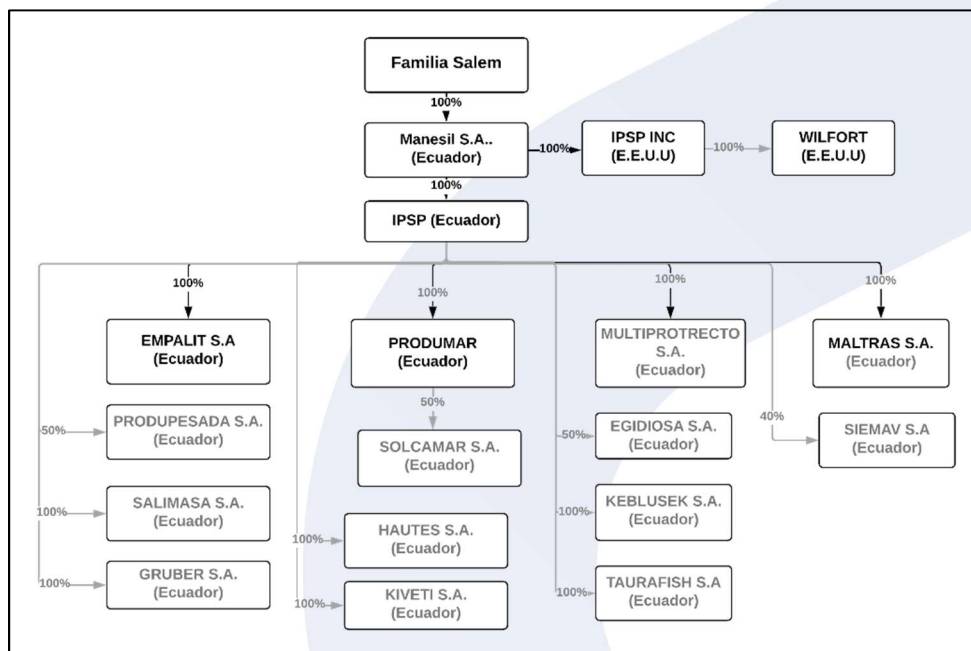 Familia Salem
100%
Manesil S.A..
(Ecuador)
100%
IPSP INC
(E.E.U.U)
100%
WILFORT
(E.E.U.U)
100%
IPSP (Ecuador)
100%
100%
100%
100%
EMPALIT S.A
(Ecuador)
PRODUMAR
(Ecuador)
MULTIPROTRECTO
S.A.
(Ecuador)
MALTRAS S.A.
(Ecuador)
50%
PRODUPESADA S.A.
(Ecuador)
50%
SOLCAMAR S.A.
(Ecuador)
50%
EGIDIOSA S.A.
(Ecuador)
40%
SIEMAV S.A
(Ecuador)
100%
SALIMASA S.A.
(Ecuador)
100%
HAUTES S.A.
(Ecuador)
100%
KEBLUSEK S.A.
(Ecuador)
100%
GRUBER S.A.
(Ecuador)
100%
KIVETI S.A.
(Ecuador)
100%
TAURAFISH S.A
(Ecuador)